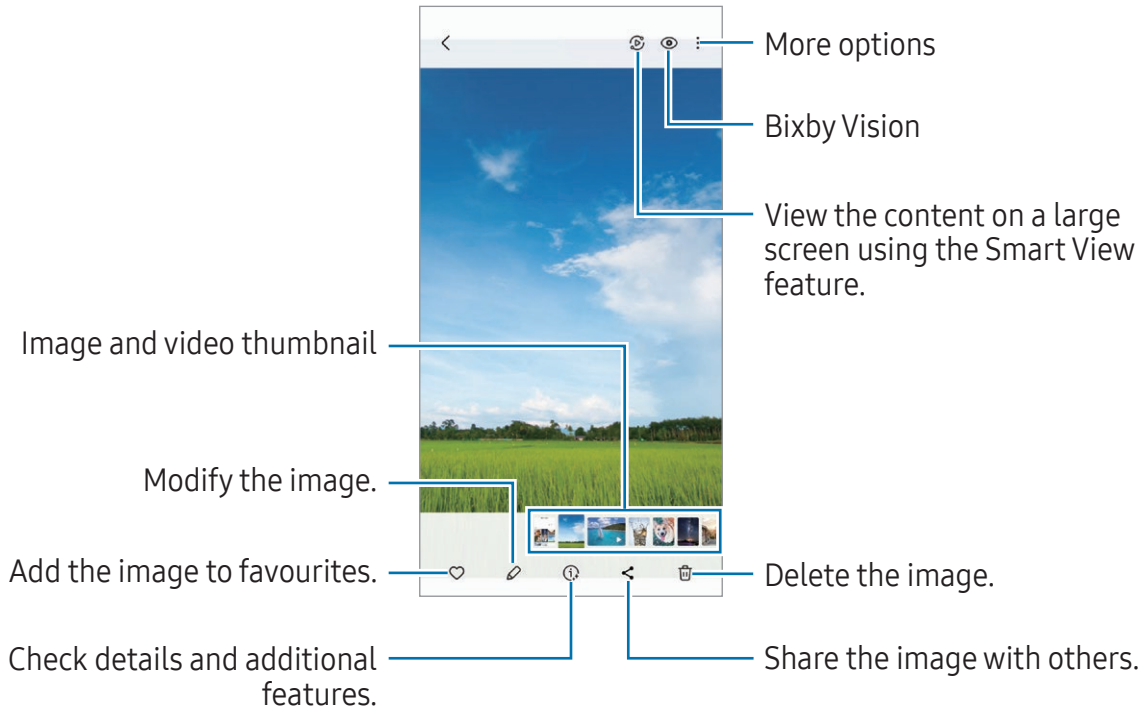 More options
Bixby Vision
View the content on a large
screen using the Smart View
feature.
Image and video thumbnail
Modify the image.
Add the image to favourites.
Delete the image.
Check details and additional
features.
Share the image with others.